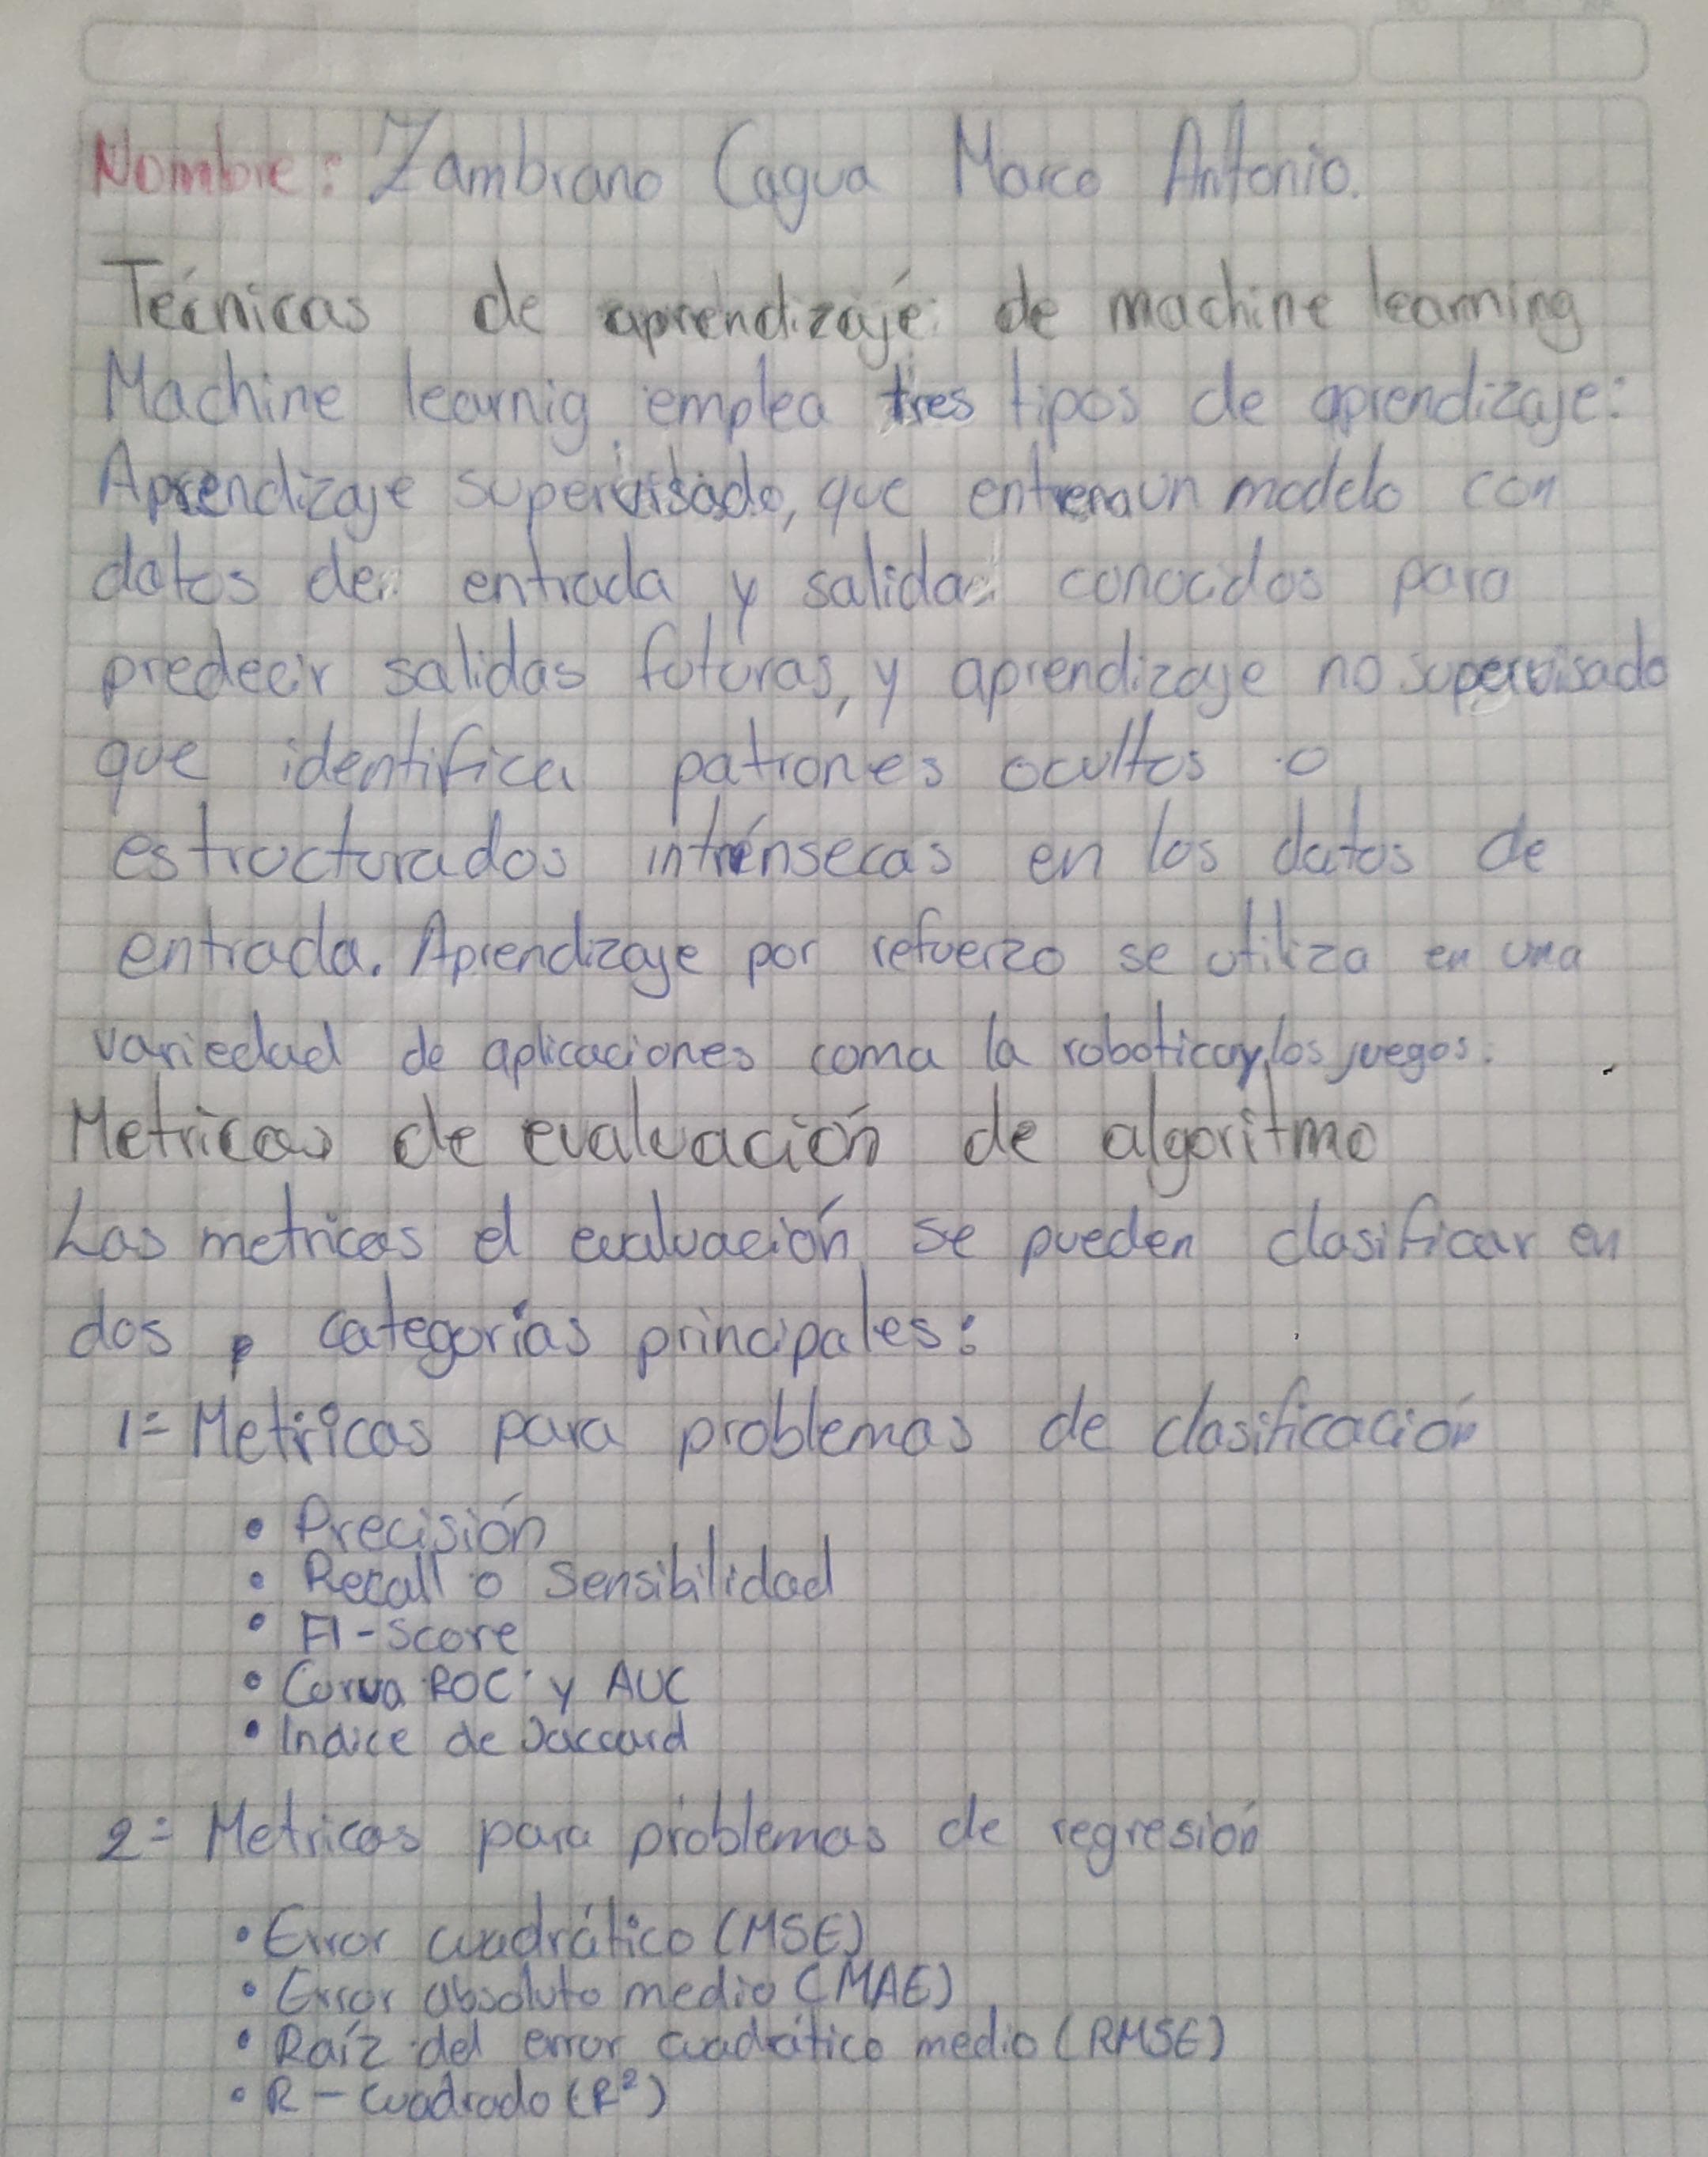 Nombre: Zambrano Cagua Marco Antonio.
Técnicas de aprendizaje de machine learning
Machine learnig emplea tres tipos de aprendizaje:
Aprendizaje supervisado, que entrena un modelo con
datos de entrada y salida conocidos para
predecir salidas futuras, y aprendizaje no supervisado
que identifica patrones ocultos o
estructurados intrínsecas en los datos de
entrada. Aprendizaje por refuerzo se utiliza en una
variedad de aplicaciones coma la robotica y los juegos.
Metricas de evaluación de algoritmo
Las metricas d evaluación se pueden clasificar en
dos categorías principales:
1= Metricas para problemas de clasificación
• Precisión
• Recall o Sensibilidad
• F1-Score
• Curva ROC y AUC
• Indice de Jaccard
2= Metricas para problemas de regresión
• Error cuadrático (MSE)
• Error absoluto medio (MAE)
• Raíz del error cuadrático medio (RMSE)
• R-Cuadrado (R²)